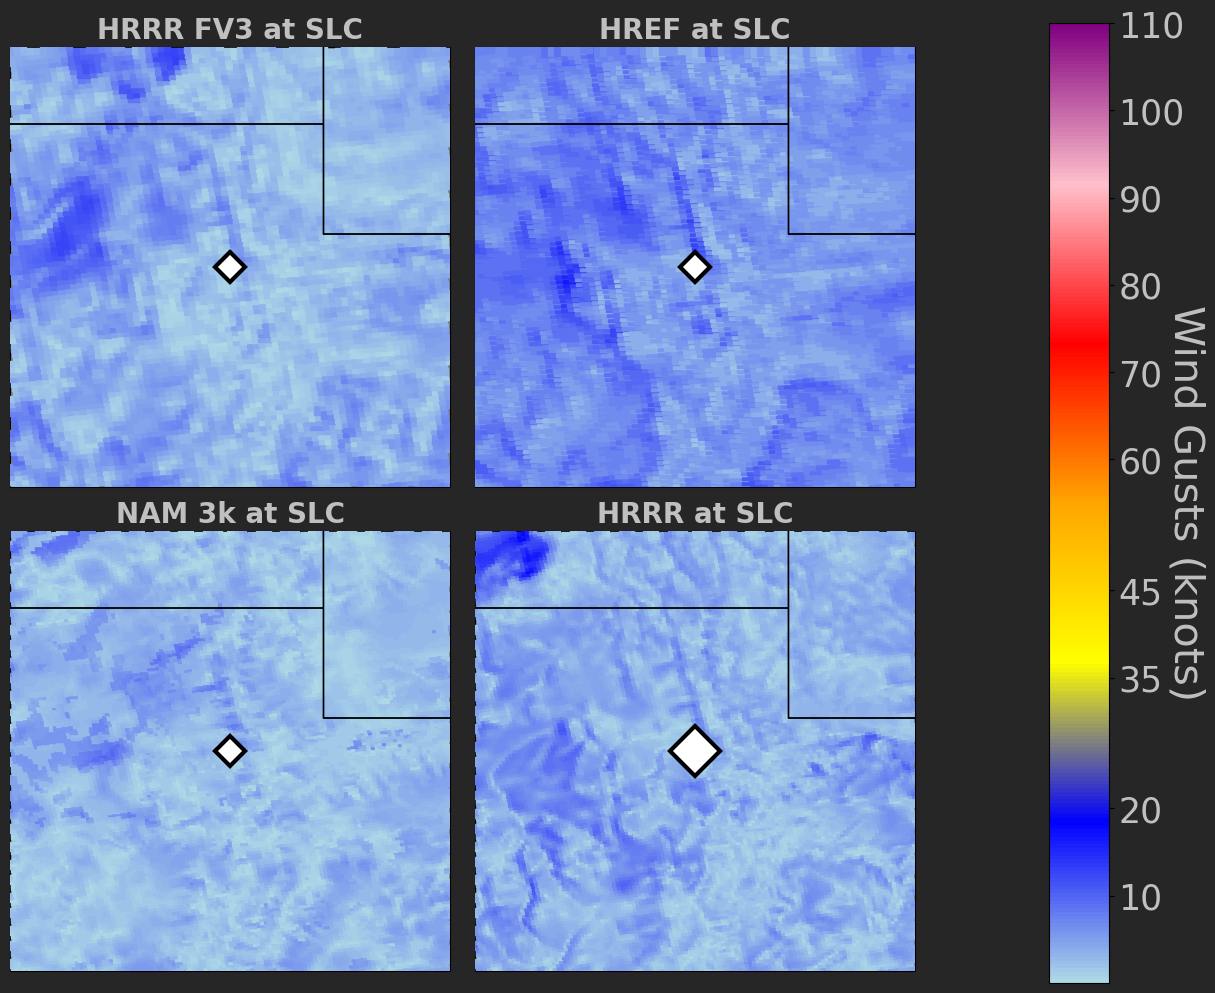 HRRR FV3 at SLC
HREF at SLC
NAM 3k at SLC
HRRR at SLC
110
100
90
80
70
60
45
35
20
10
Wind Gusts (knots)